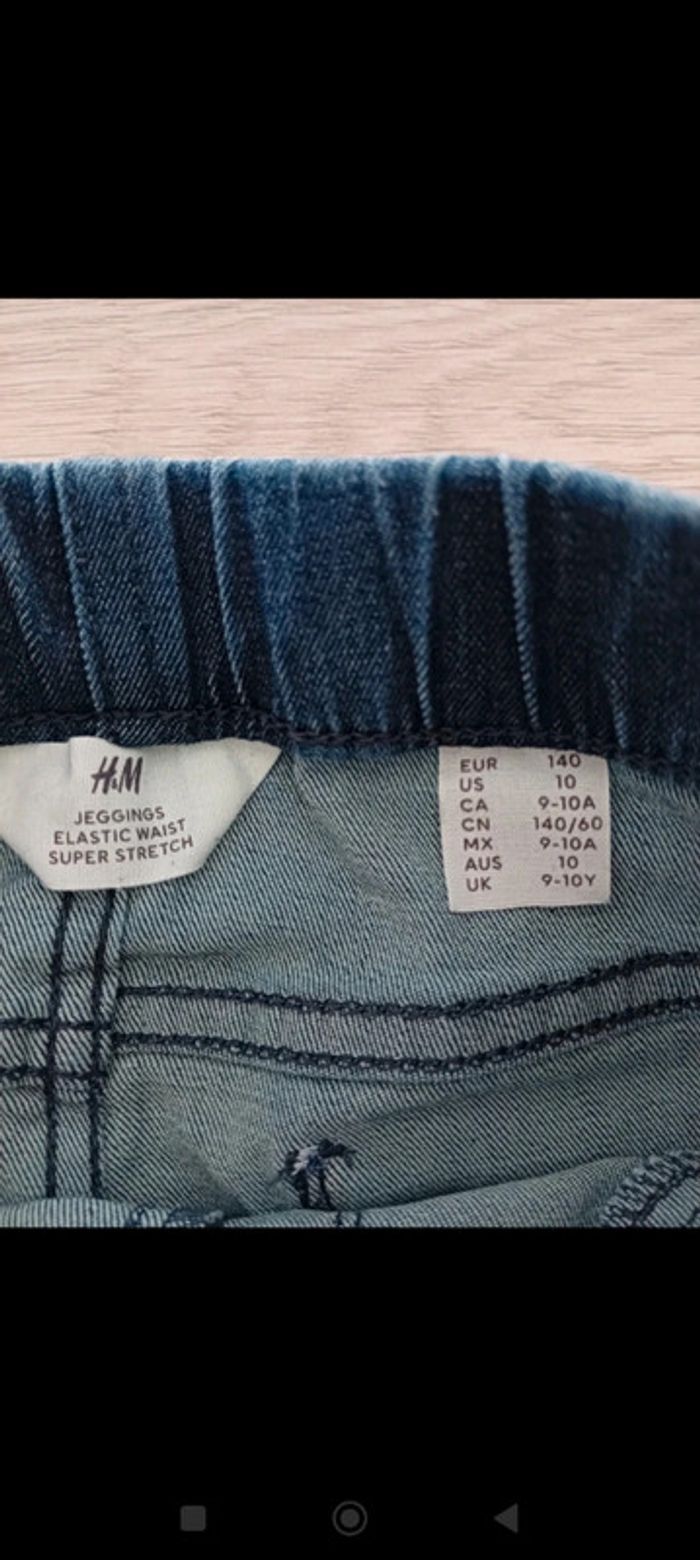 H&M
JEGGINGS
ELASTIC WAIST
SUPER STRETCH
EUR 140
US 10
CA 9-10A
CN 140/60
MX 9-10A
AUS 10
UK 9-10Y